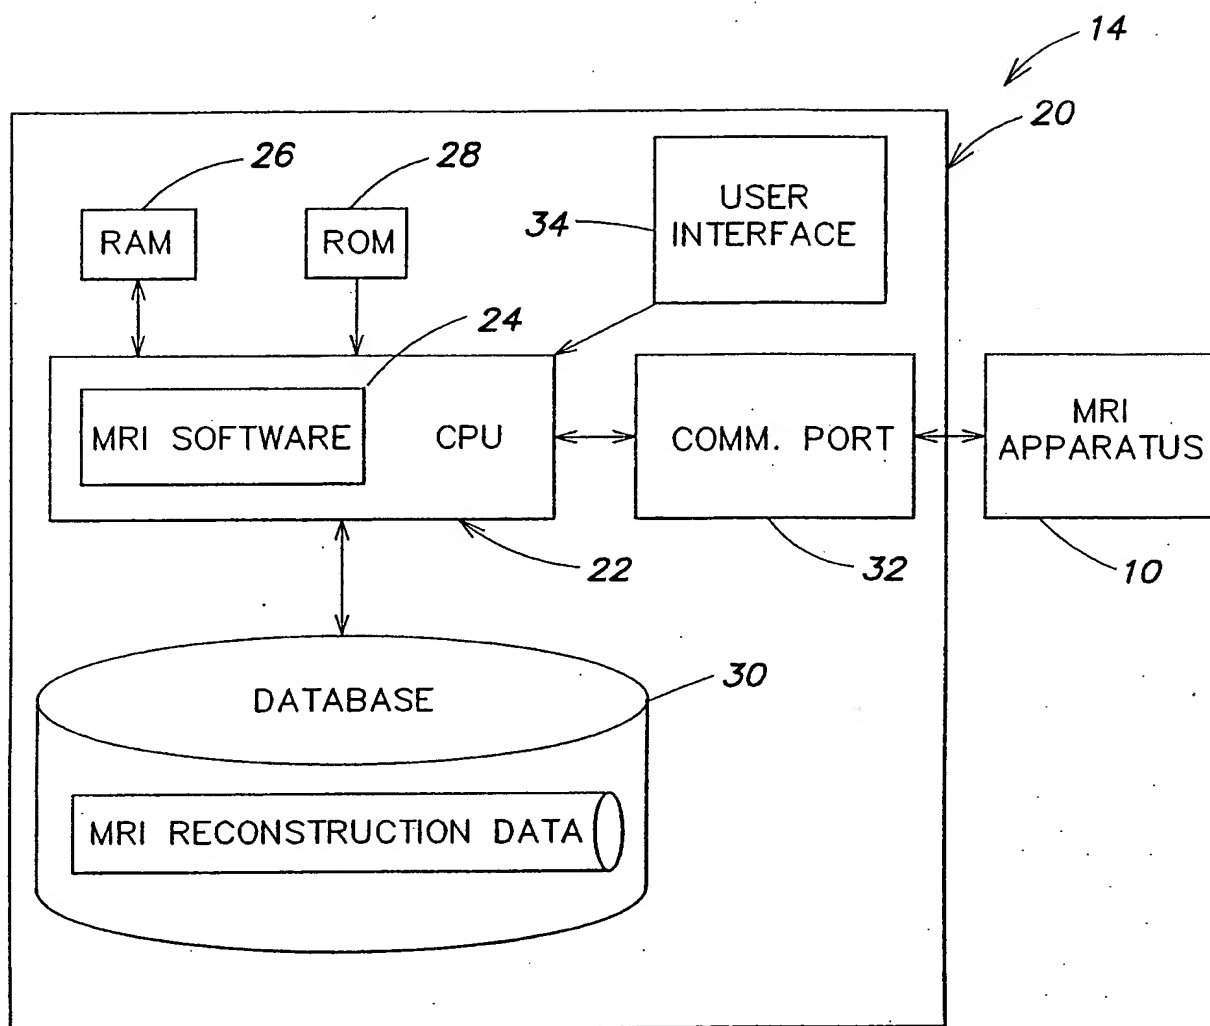 14
20
26
28
RAM
ROM
34
USER
INTERFACE
24
MRI SOFTWARE
CPU
COMM. PORT
MRI
APPARATUS
22
32
10
DATABASE
30
MRI RECONSTRUCTION DATA